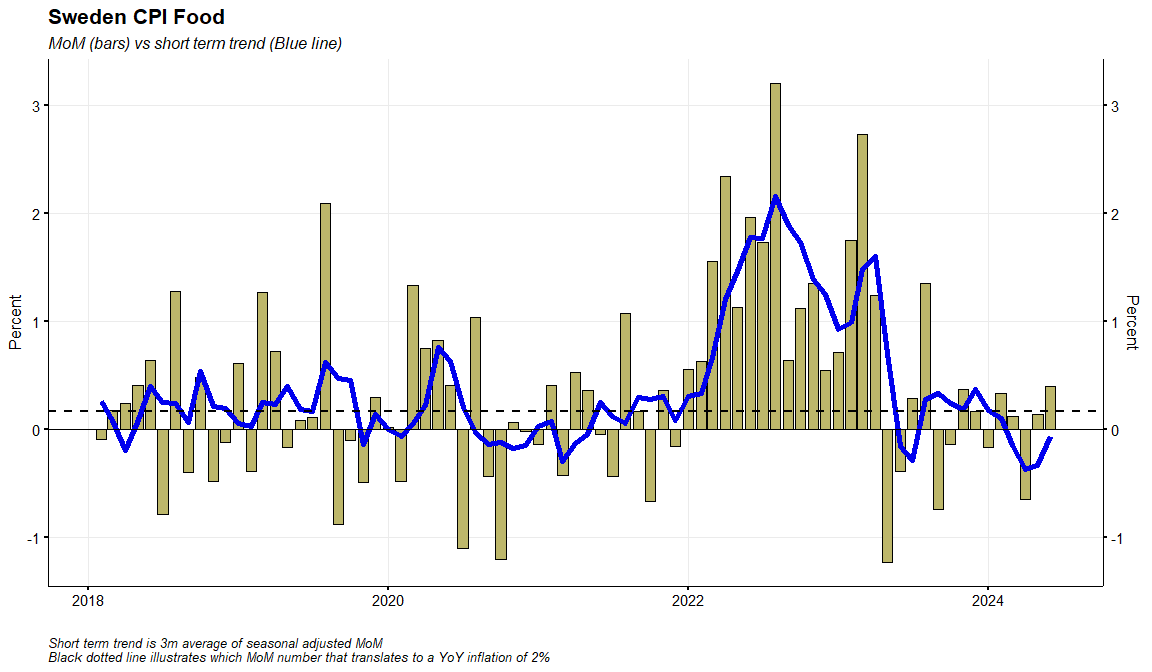 Sweden CPI Food
MoM (bars) vs short term trend (Blue line)
3
2
1
0
-1
Percent
3
2
1
0
-1
Percent
2018 2020 2022 2024
Short term trend is 3m average of seasonal adjusted MoM
Black dotted line illustrates which MoM number that translates to a YoY inflation of 2%